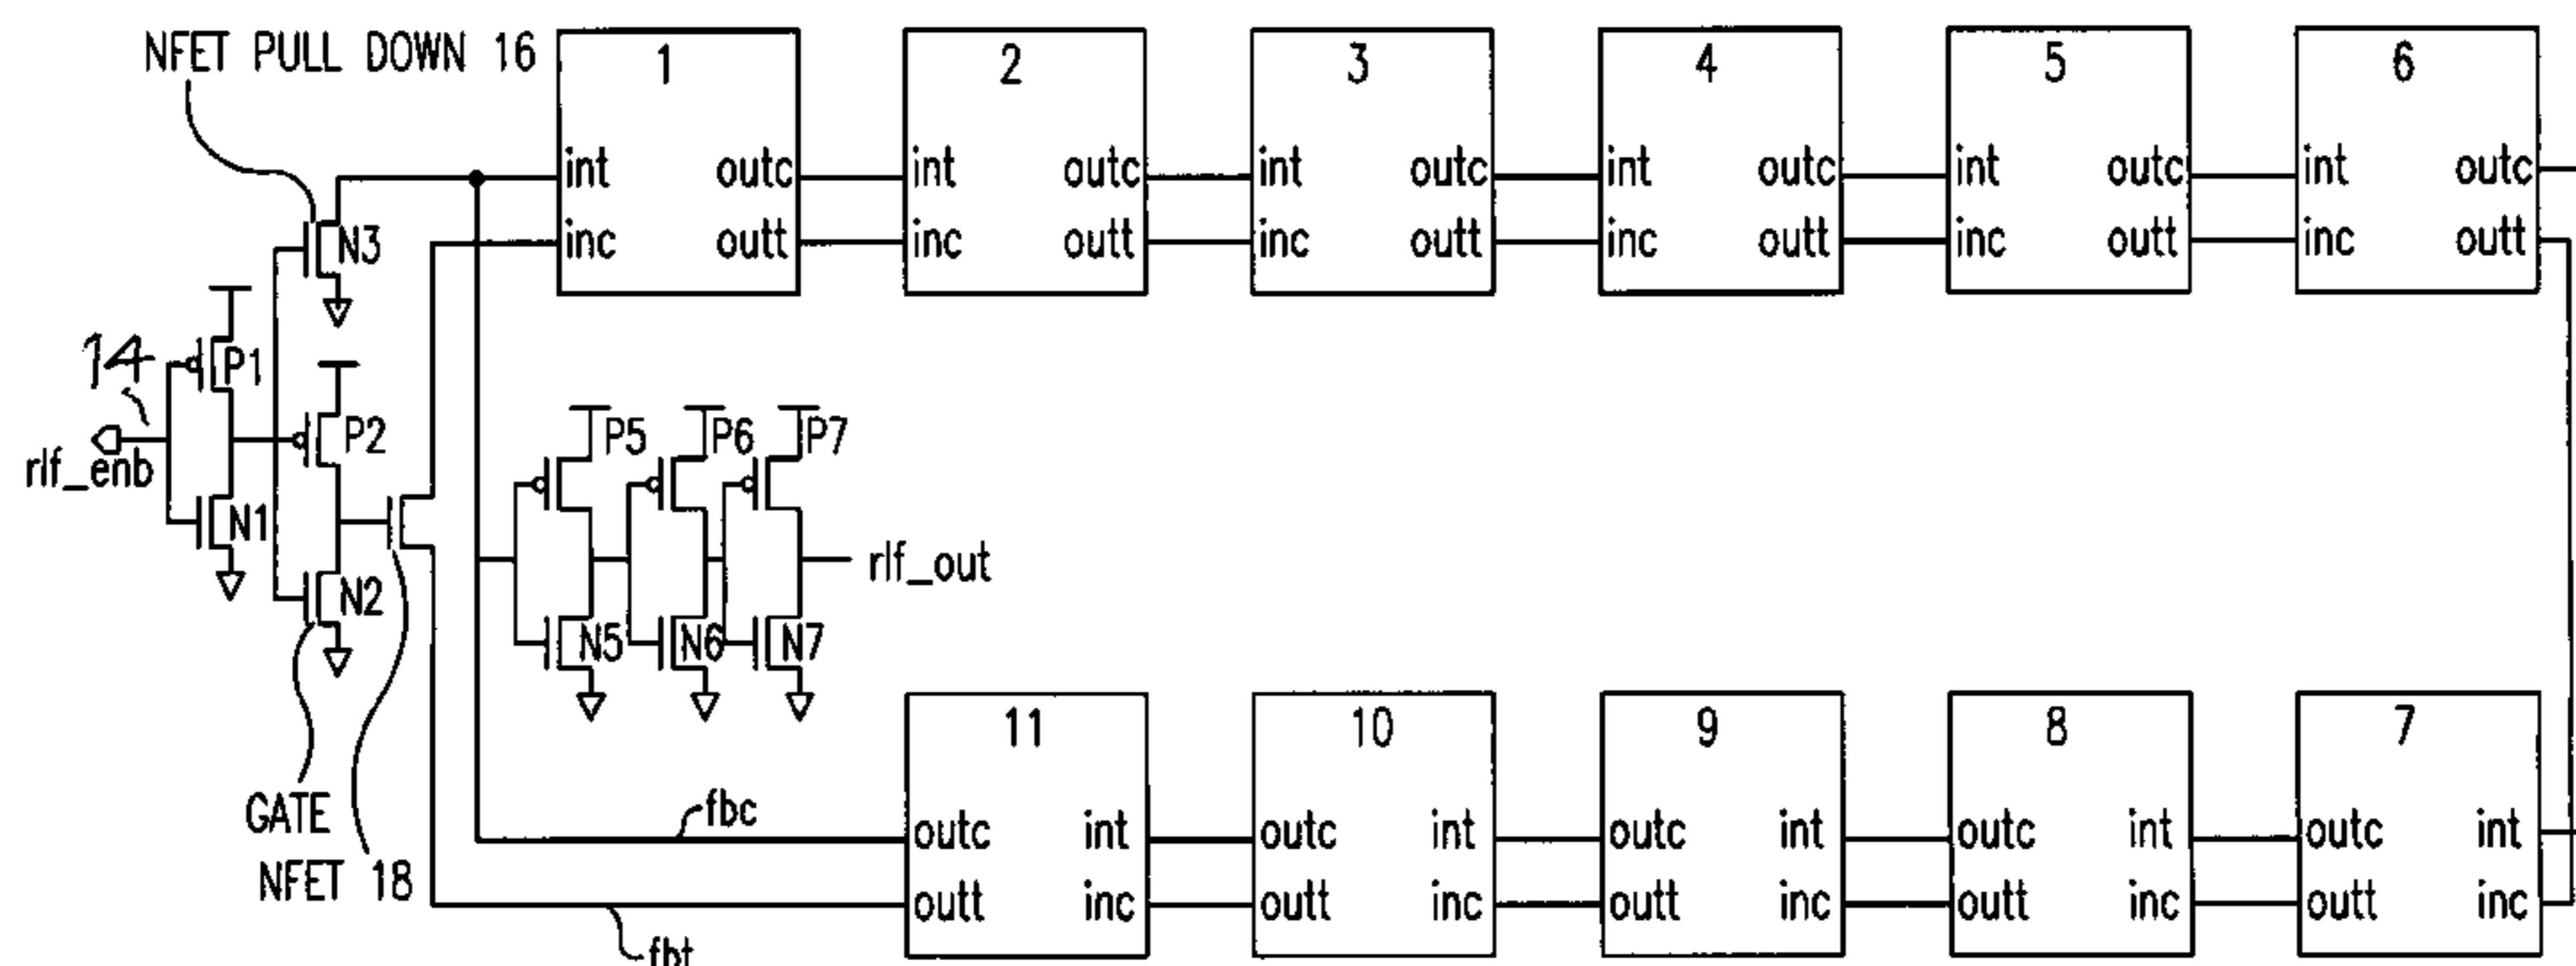 NFET PULL DOWN 16
1
2
3
4
5
6
int outc int outc int outc int outc int outc int outc
inc outt inc outt inc outt inc outt inc outt inc outt
N3
14
P1
P2
P5 P6 P7
rlf_enb
N1
N2
rlf_out
N5 N6 N7
GATE
NFET 18
fbc
fbt
11
10
9
8
7
outc int outc int outc int outc int outc int
outt inc outt inc outt inc outt inc outt inc